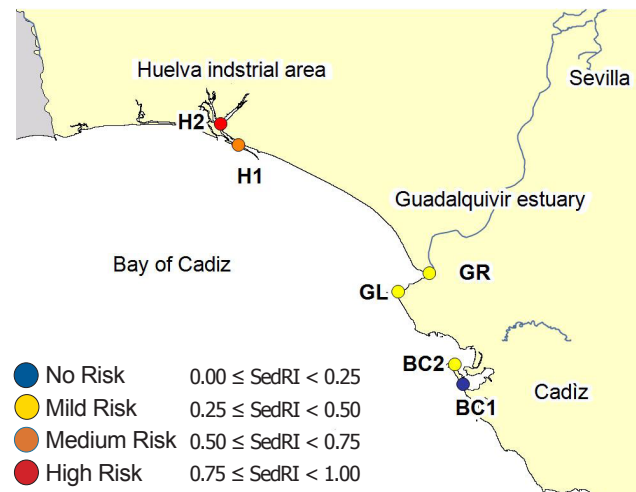 Huelva indstrial area
Sevilla
H2
H1
Guadalquivir estuary
Bay of Cadiz
GR
GL
BC2
Cadìz
BC1
No Risk 0.00 ≤ SedRI < 0.25
Mild Risk 0.25 ≤ SedRI < 0.50
Medium Risk 0.50 ≤ SedRI < 0.75
High Risk 0.75 ≤ SedRI < 1.00